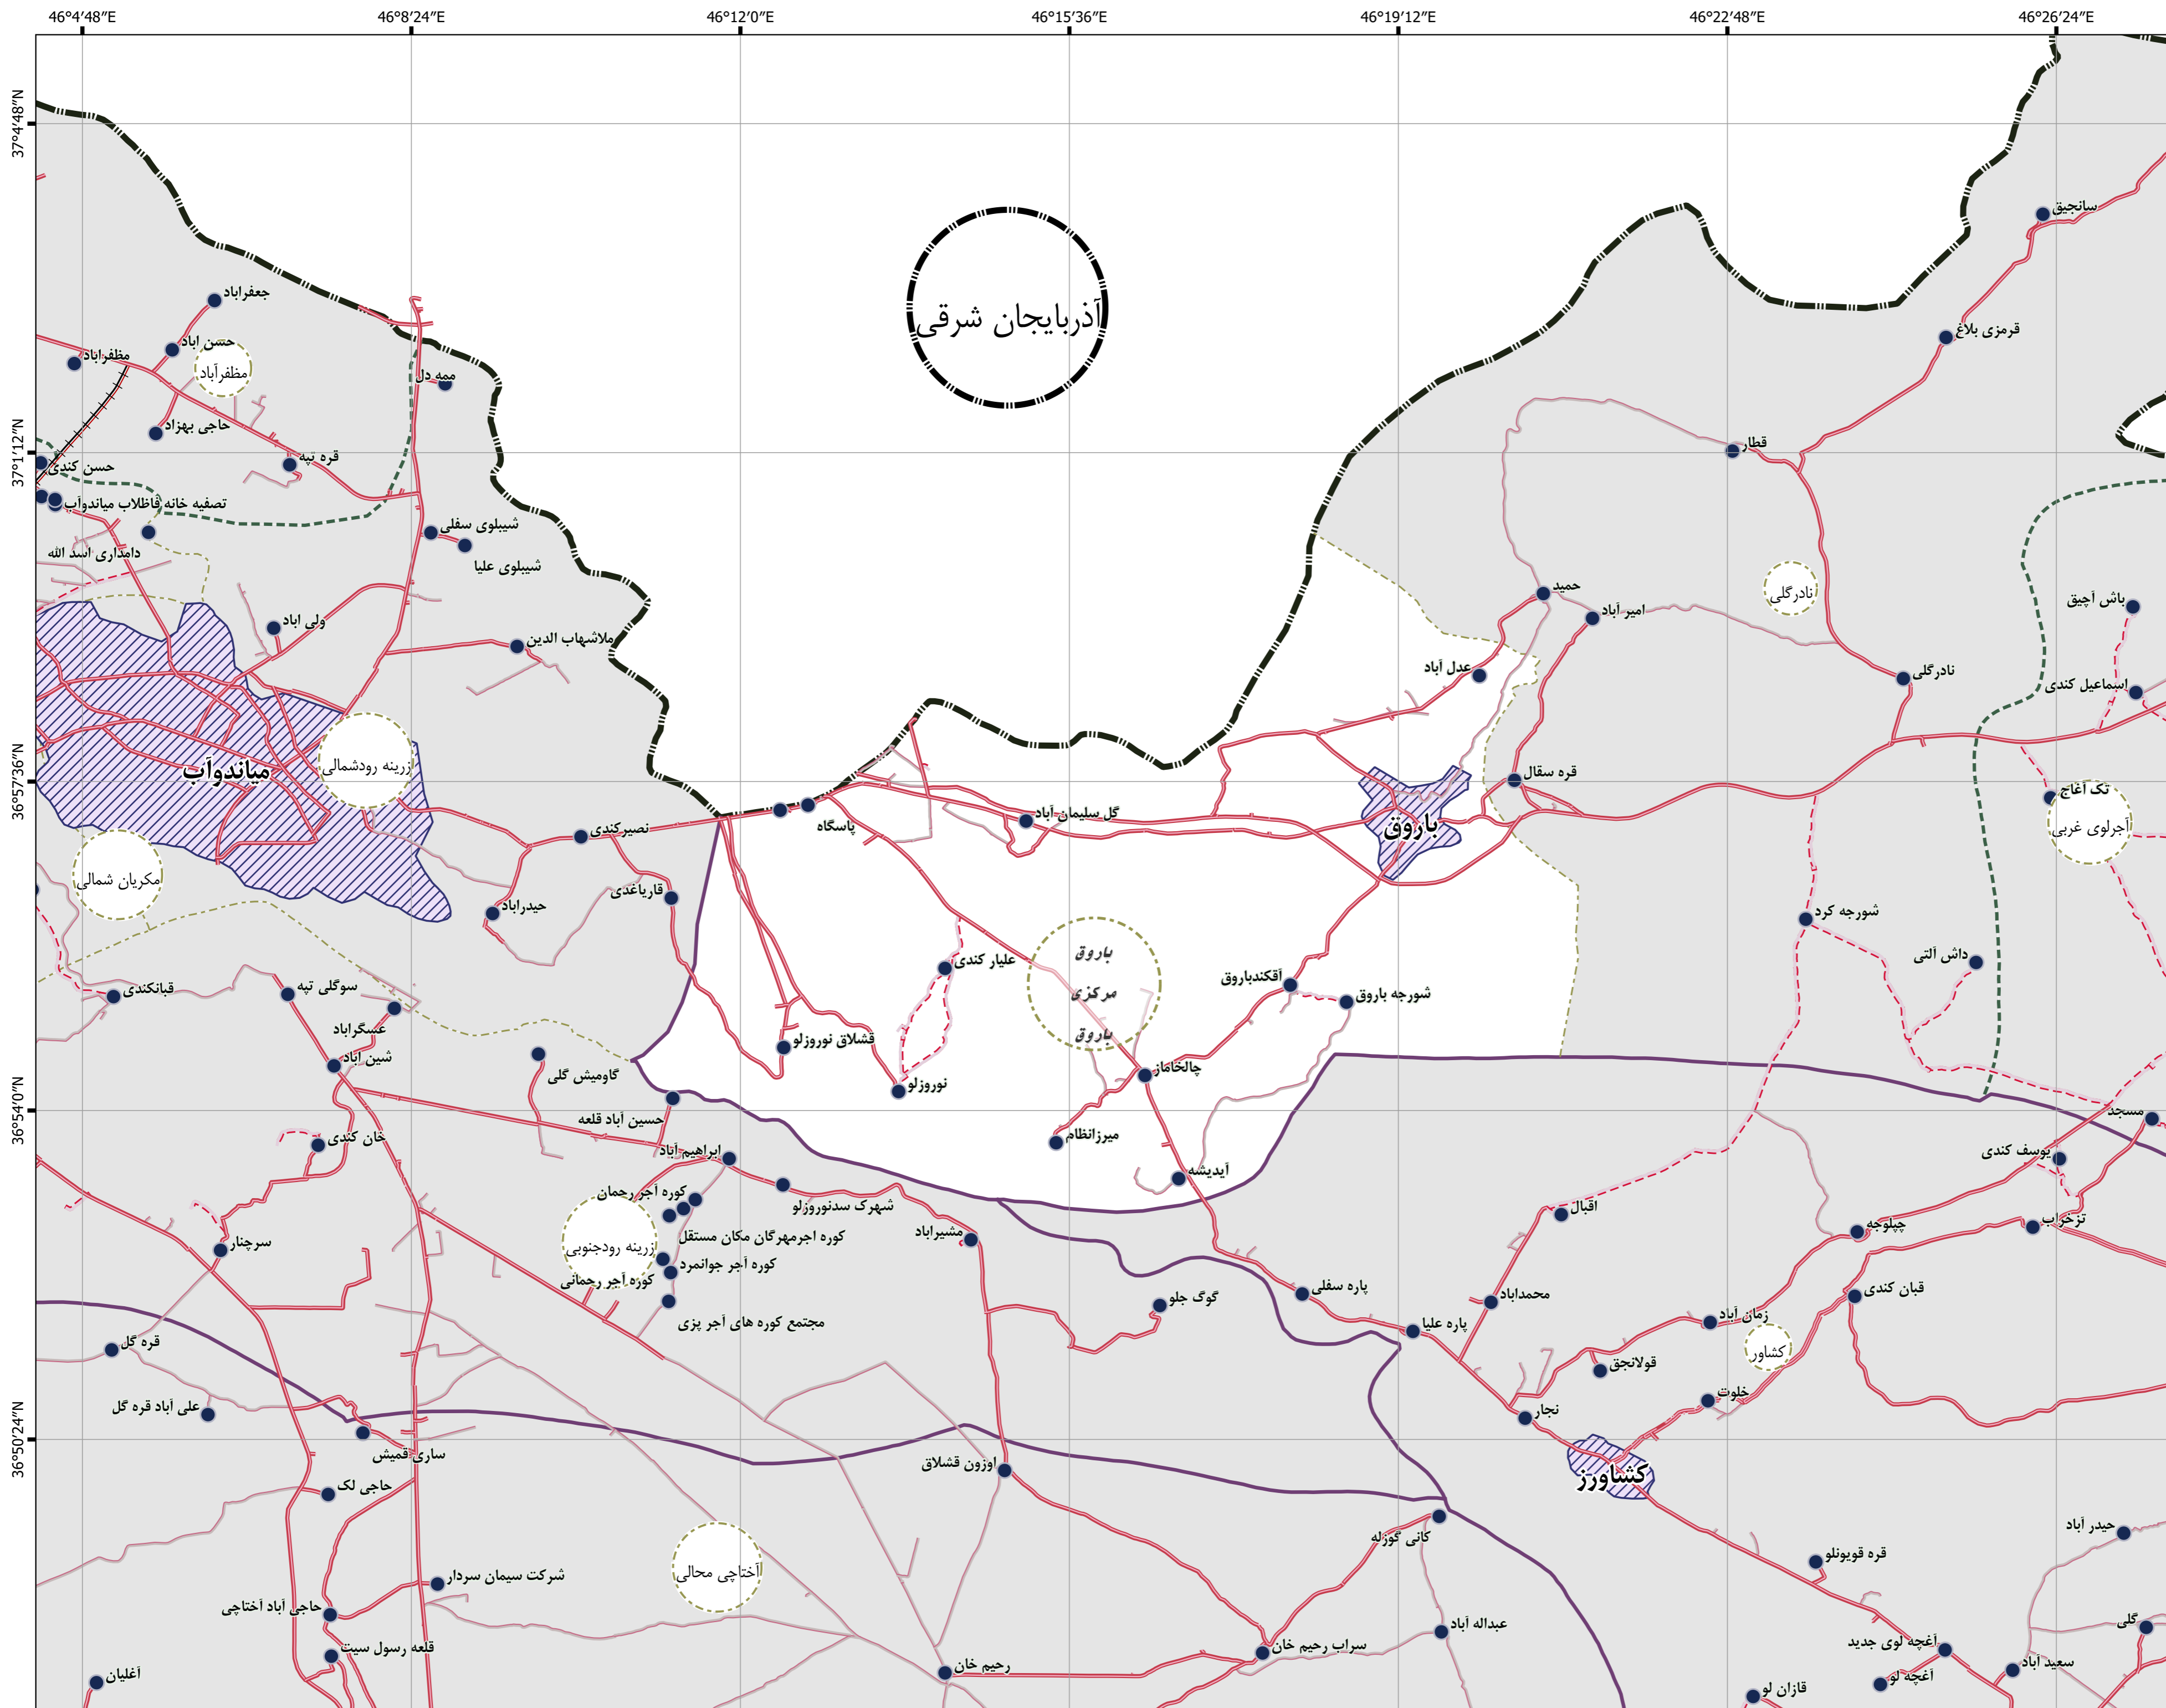 46°4'48"E
46°8'24"E
46°12'0"E
46°15'36"E
46°19'12"E
46°22'48"E
46°26'24"E
37°4'48"N
37°1'12"N
36°57'36"N
36°54'0"N
36°50'24"N
آذربایجان شرقی
سانجیق
قرمزی بلاغ
جعفراباد
حسن اباد
مظفراباد
مظفرآباد
ممه دل
حاجی بهزاد
قره تپه
حسن کندی
قطار
تصفیه خانه فاظلاب میاندوآب
شیبلوی سفلی
دامداری اسد الله
شیبلوی علیا
حمید
نادرگلی
باش آچیق
امیر آباد
ولی اباد
ملاشهاب الدین
عدل آباد
نادرگلی
اسماعیل کندی
میاندوآب
زرینه رودشمالی
قره سقال
تک آغاج
آجرلوی غربی
گل سلیمان آباد
پاسگاه
باروق
نصیرکندی
مکریان شمالی
قاریاغدی
حیدراباد
شورجه کرد
علیار کندی
باروق
مرکزی
باروق
آقکندباروق
شورجه باروق
داش آلتی
قبانکندی
سوگلی تپه
عسگراباد
قشلاق نوروزلو
شین اباد
گاومیش گلی
نوروزلو
چالخاماز
حسین آباد قلعه
مسجد
خان کندی
میرزانظام
ابراهیم آباد
یوسف کندی
آیدیشه
کوره آجر رحمان
شهرک سدنوروزلو
اقبال
تزخراب
چپلوجه
سرچنار
زرینه رودجنوبی
کوره اجرمهرگان مکان مستقل
مشیراباد
کوره آجر جوانمرد
کوره آجر رحمانی
پاره سفلی
گوگ جلو
محمداباد
قبان کندی
مجتمع کوره های آجر پزی
پاره علیا
زمان آباد
قره گل
کشاور
قولانجق
خلوت
علی آباد قره گل
نجار
ساری قمیش
اوزون قشلاق
کشاورز
حاجی لک
کانی گوزله
حیدر آباد
قره قویونلو
آختاچی محالی
شرکت سیمان سردار
حاجی آباد آختاچی
عبداله آباد
گلی
قلعه رسول سیت
سراب رحیم خان
آغچه لوی جدید
رحیم خان
سعید آباد
آغلیان
آغچه لو
قازان لو